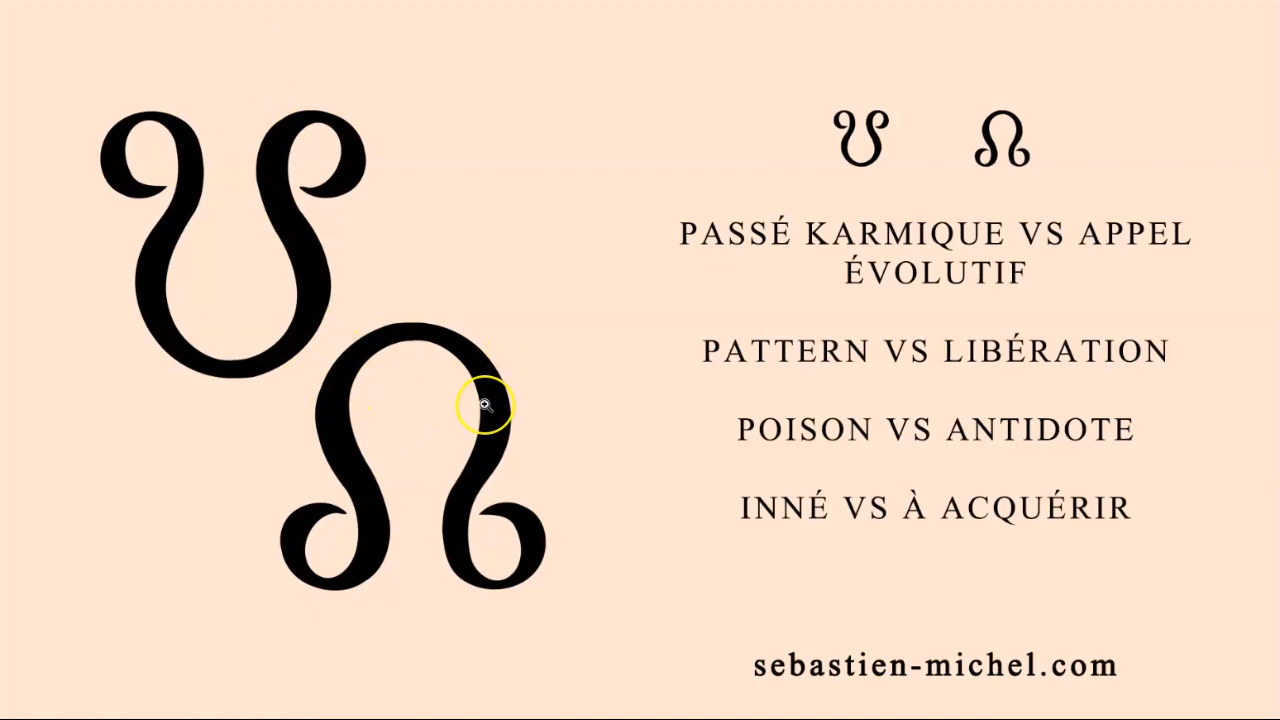 ☋ ☊
PASSÉ KARMIQUE VS APPEL
ÉVOLUTIF
PATTERN VS LIBÉRATION
POISON VS ANTIDOTE
INNÉ VS À ACQUÉRIR
sebastien-michel.com